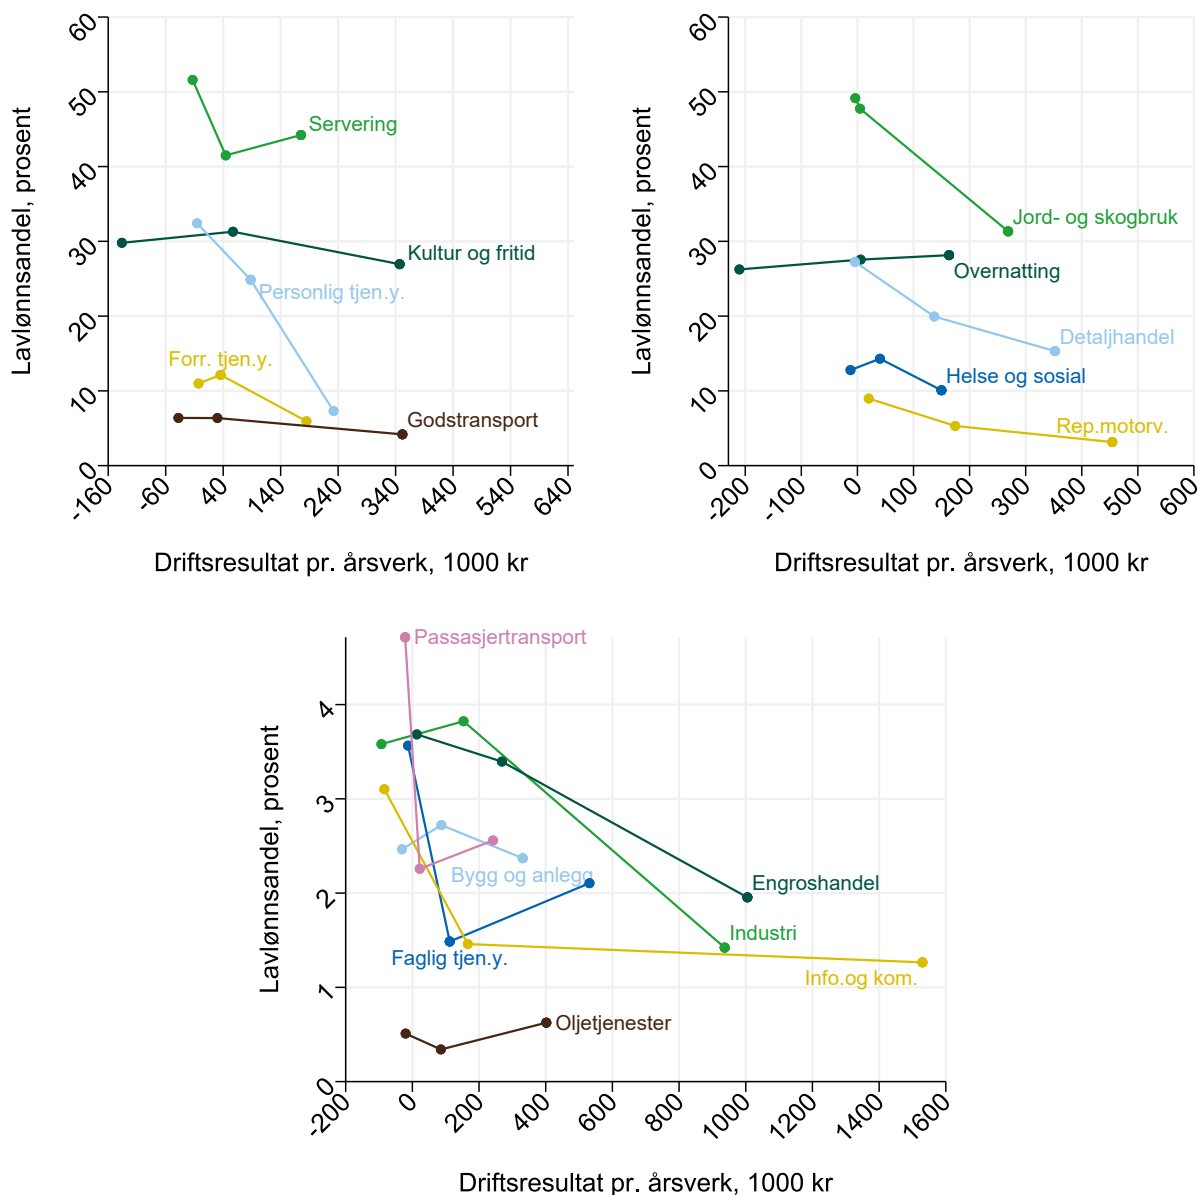 60
50
40
30
20
10
0
Lavlønnsandel, prosent
Servering
Kultur og fritid
Personlig tjen.y.
Forr. tjen.y.
Godstransport
-160 -60 40 140 240 340 440 540 640
Driftsresultat pr. årsverk, 1000 kr
60
50
40
30
20
10
0
Lavlønnsandel, prosent
Jord- og skogbruk
Overnatting
Detaljhandel
Helse og sosial
Rep.motorv.
-200 -100 0 100 200 300 400 500 600
Driftsresultat pr. årsverk, 1000 kr
4
3
2
1
0
Lavlønnsandel, prosent
Passasjertransport
Bygg og anlegg
Engroshandel
Industri
Faglig tjen.y.
Info.og kom.
Oljetjenester
-200 0 200 400 600 800 1000 1200 1400 1600
Driftsresultat pr. årsverk, 1000 kr